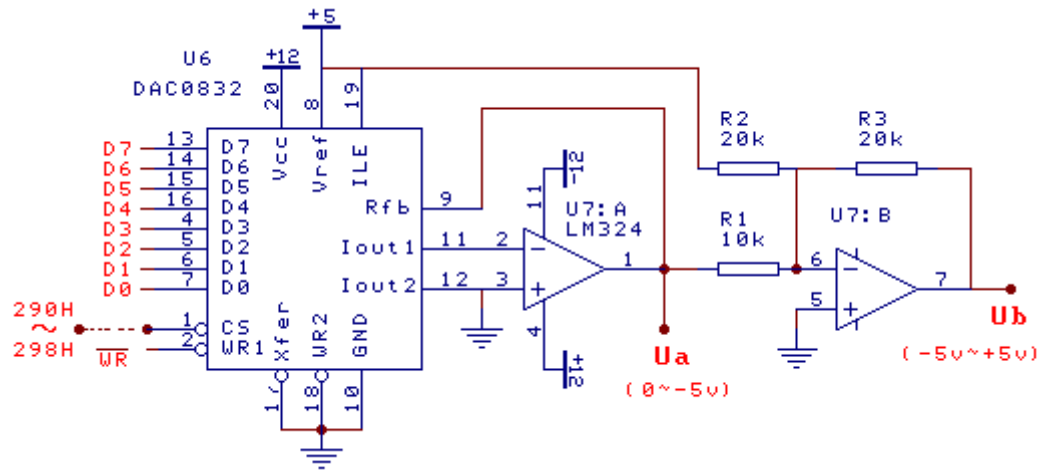 +5
U6
DAC0832
+12
20
8
19
D7 13 D7
D6 14 D6
D5 15 D5
D4 16 D4
D3 4 D3
D2 5 D2
D1 6 D1
D0 7 D0
Vcc
Vref
ILE
Rfb 9
Iout1 11
Iout2 12
290H
~
298H
WR
1 CS
2 WR1
Xfer
WR2
GND
17
18
10
-12
11
U7:A
LM324
2 −
3 +
1
4
+12
Ua
(0~-5v)
R2
20k
R3
20k
R1
10k
U7:B
6 −
5 +
7
Ub
(-5v~+5v)